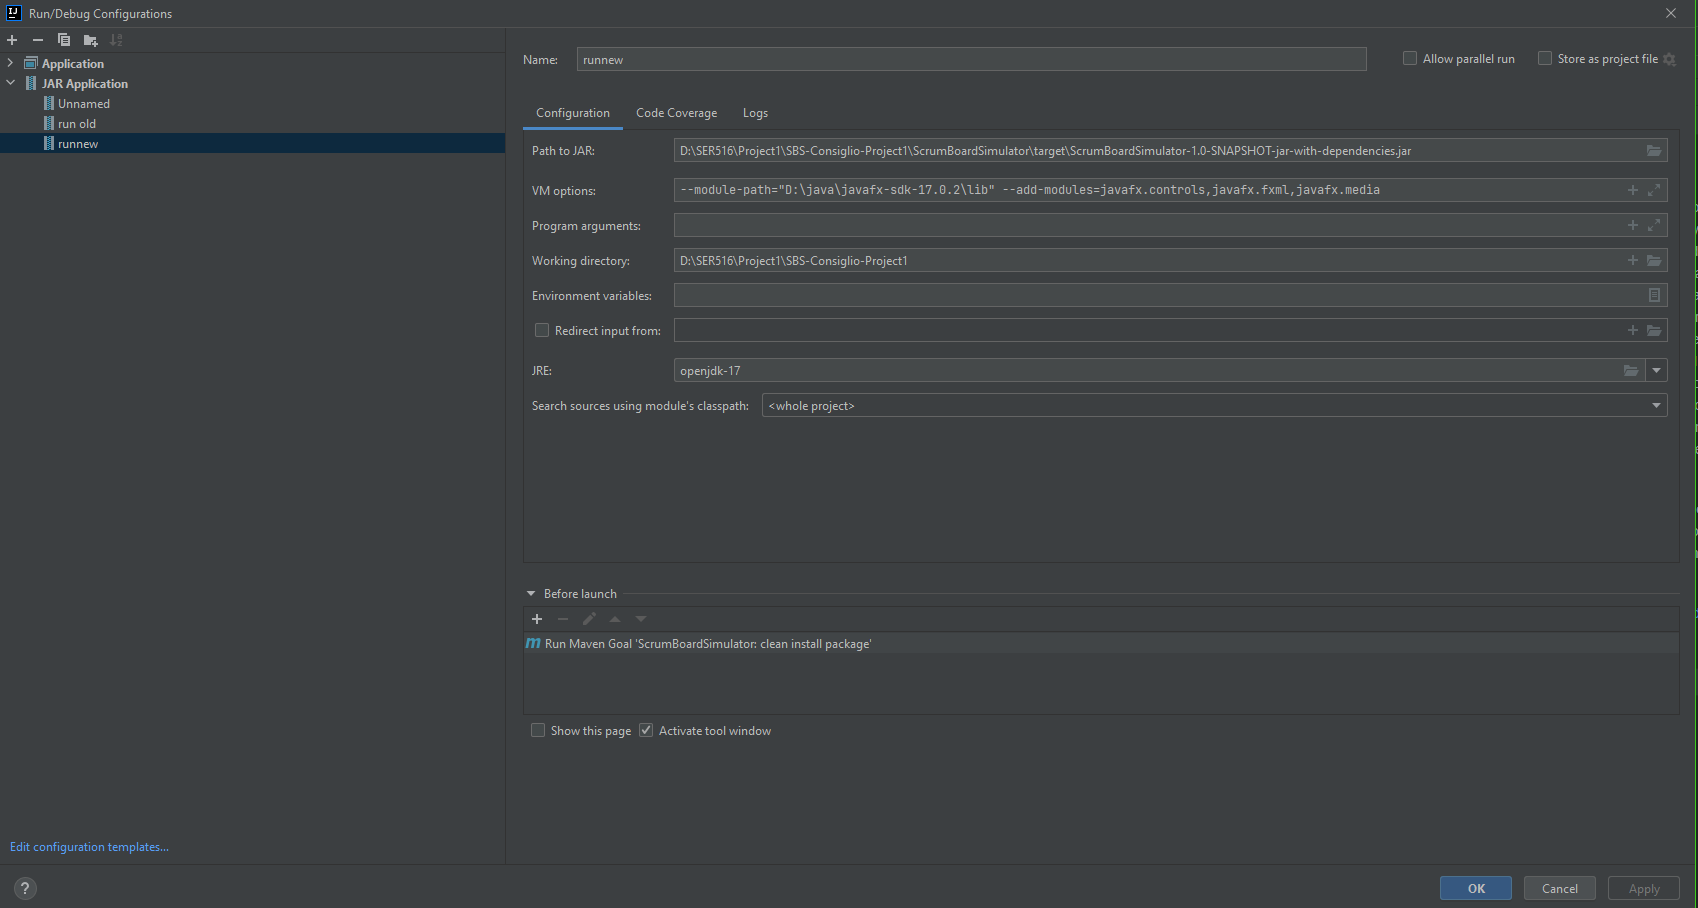 Run/Debug Configurations
Application
JAR Application
Unnamed
run old
runnew
Edit configuration templates...
Name: runnew
Allow parallel run
Store as project file
Configuration Code Coverage Logs
Path to JAR: D:\SER516\Project1\SBS-Consiglio-Project1\ScrumBoardSimulator\target\ScrumBoardSimulator-1.0-SNAPSHOT-jar-with-dependencies.jar
VM options: --module-path="D:\java\javafx-sdk-17.0.2\lib" --add-modules=javafx.controls,javafx.fxml,javafx.media
Program arguments:
Working directory: D:\SER516\Project1\SBS-Consiglio-Project1
Environment variables:
Redirect input from:
JRE: openjdk-17
Search sources using module's classpath: <whole project>
Before launch
Run Maven Goal 'ScrumBoardSimulator: clean install package'
Show this page Activate tool window
? OK Cancel Apply